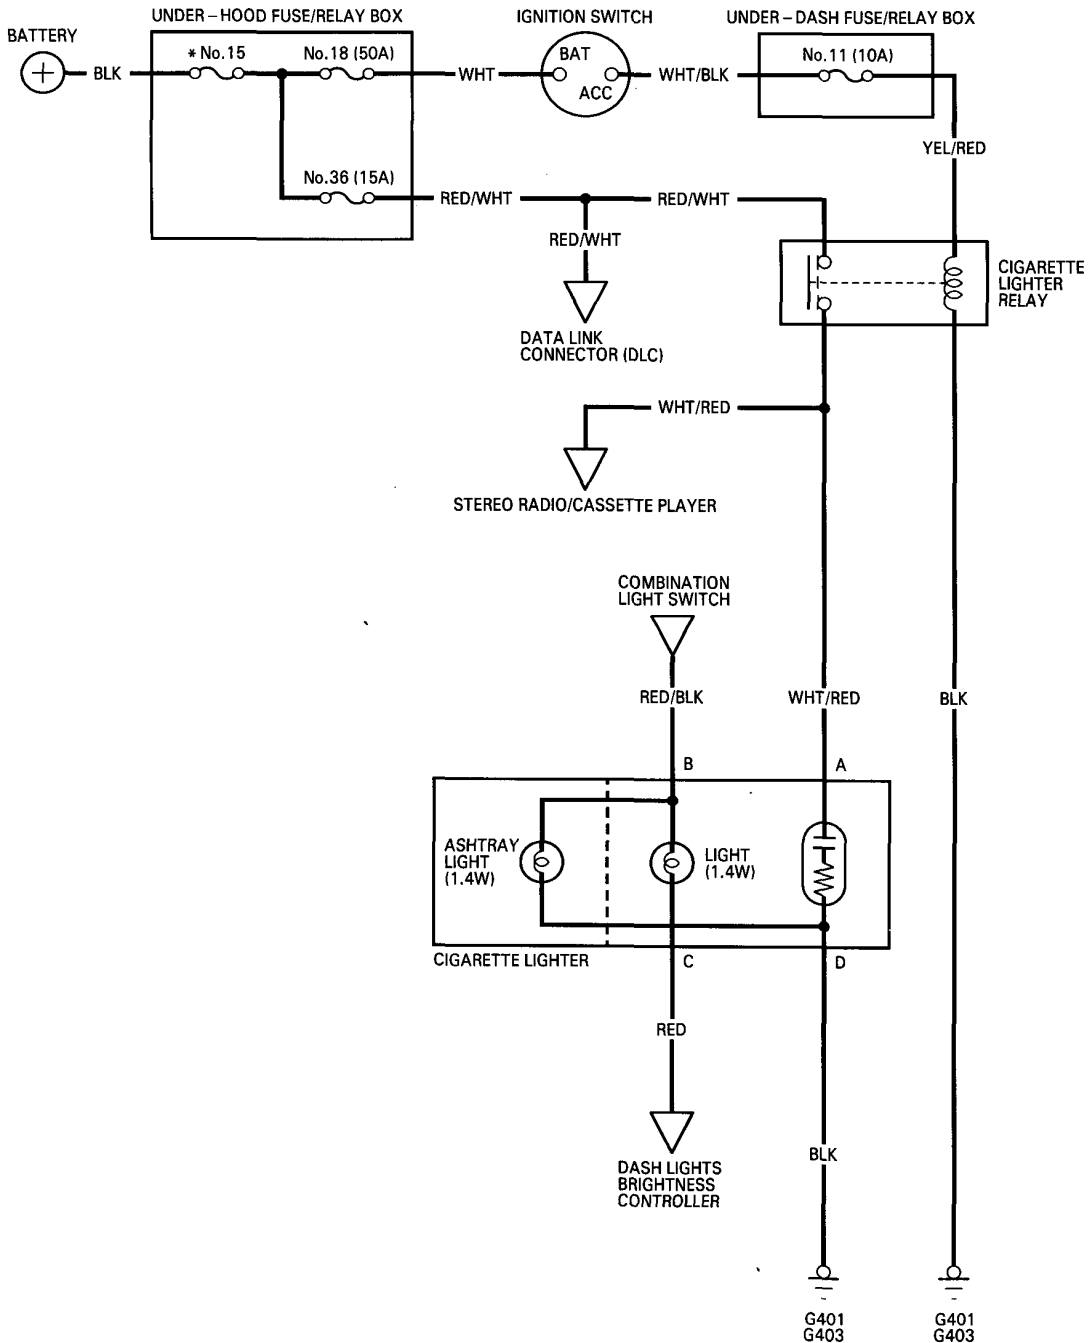 UNDER-HOOD FUSE/RELAY BOX
IGNITION SWITCH
UNDER-DASH FUSE/RELAY BOX
BATTERY
+
BLK
* No.15
No.18 (50A)
WHT
BAT
ACC
WHT/BLK
No.11 (10A)
YEL/RED
No.36 (15A)
RED/WHT
RED/WHT
RED/WHT
CIGARETTE
LIGHTER
RELAY
DATA LINK
CONNECTOR (DLC)
WHT/RED
STEREO RADIO/CASSETTE PLAYER
COMBINATION
LIGHT SWITCH
RED/BLK
WHT/RED
BLK
B
A
ASHTRAY
LIGHT
(1.4W)
LIGHT
(1.4W)
CIGARETTE LIGHTER
C
D
RED
BLK
DASH LIGHTS
BRIGHTNESS
CONTROLLER
G401
G403
G401
G403